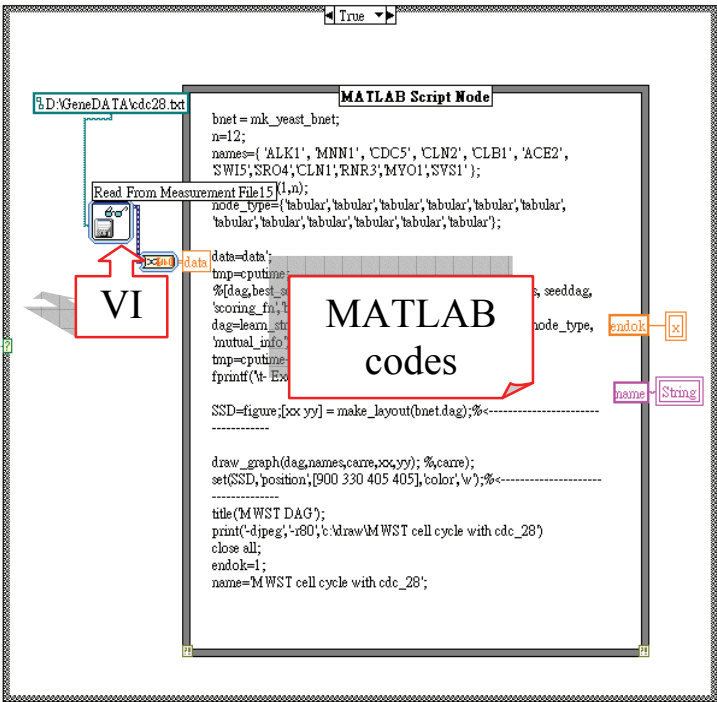 True
MATLAB Script Node
D:\GeneDATA\cdc28.txt
bnet = mk_yeast_bnet;
n=12;
names={ 'ALK1', 'MNN1', 'CDC5', 'CLN2', 'CLB1', 'ACE2',
'SWI5','SRO4','CLN1','RNR3','MYO1','SVS1'};
Read From Measurement File15
(1,n);
node_type={'tabular','tabular','tabular','tabular','tabular','tabular',
'tabular','tabular','tabular','tabular','tabular','tabular'};
data
data=data';
tmp=cputime;
seeddag,
'scoring_fn',
node_type,
'mutual_info'
tmp=cputime-
fprintf('\t-
VI
MATLAB
codes
endok
x
name
String
SSD=figure;[xx yy] = make_layout(bnet.dag);%<------------------------
------------
draw_graph(dag,names,carre,xx,yy); %,carre);
set(SSD,'position',[900 330 405 405],'color','w');%<----------------------
--------------
title('MWST DAG');
print('-djpeg','-r80','c:\draw\MWST cell cycle with cdc_28')
close all;
endok=1;
name='MWST cell cycle with cdc_28';